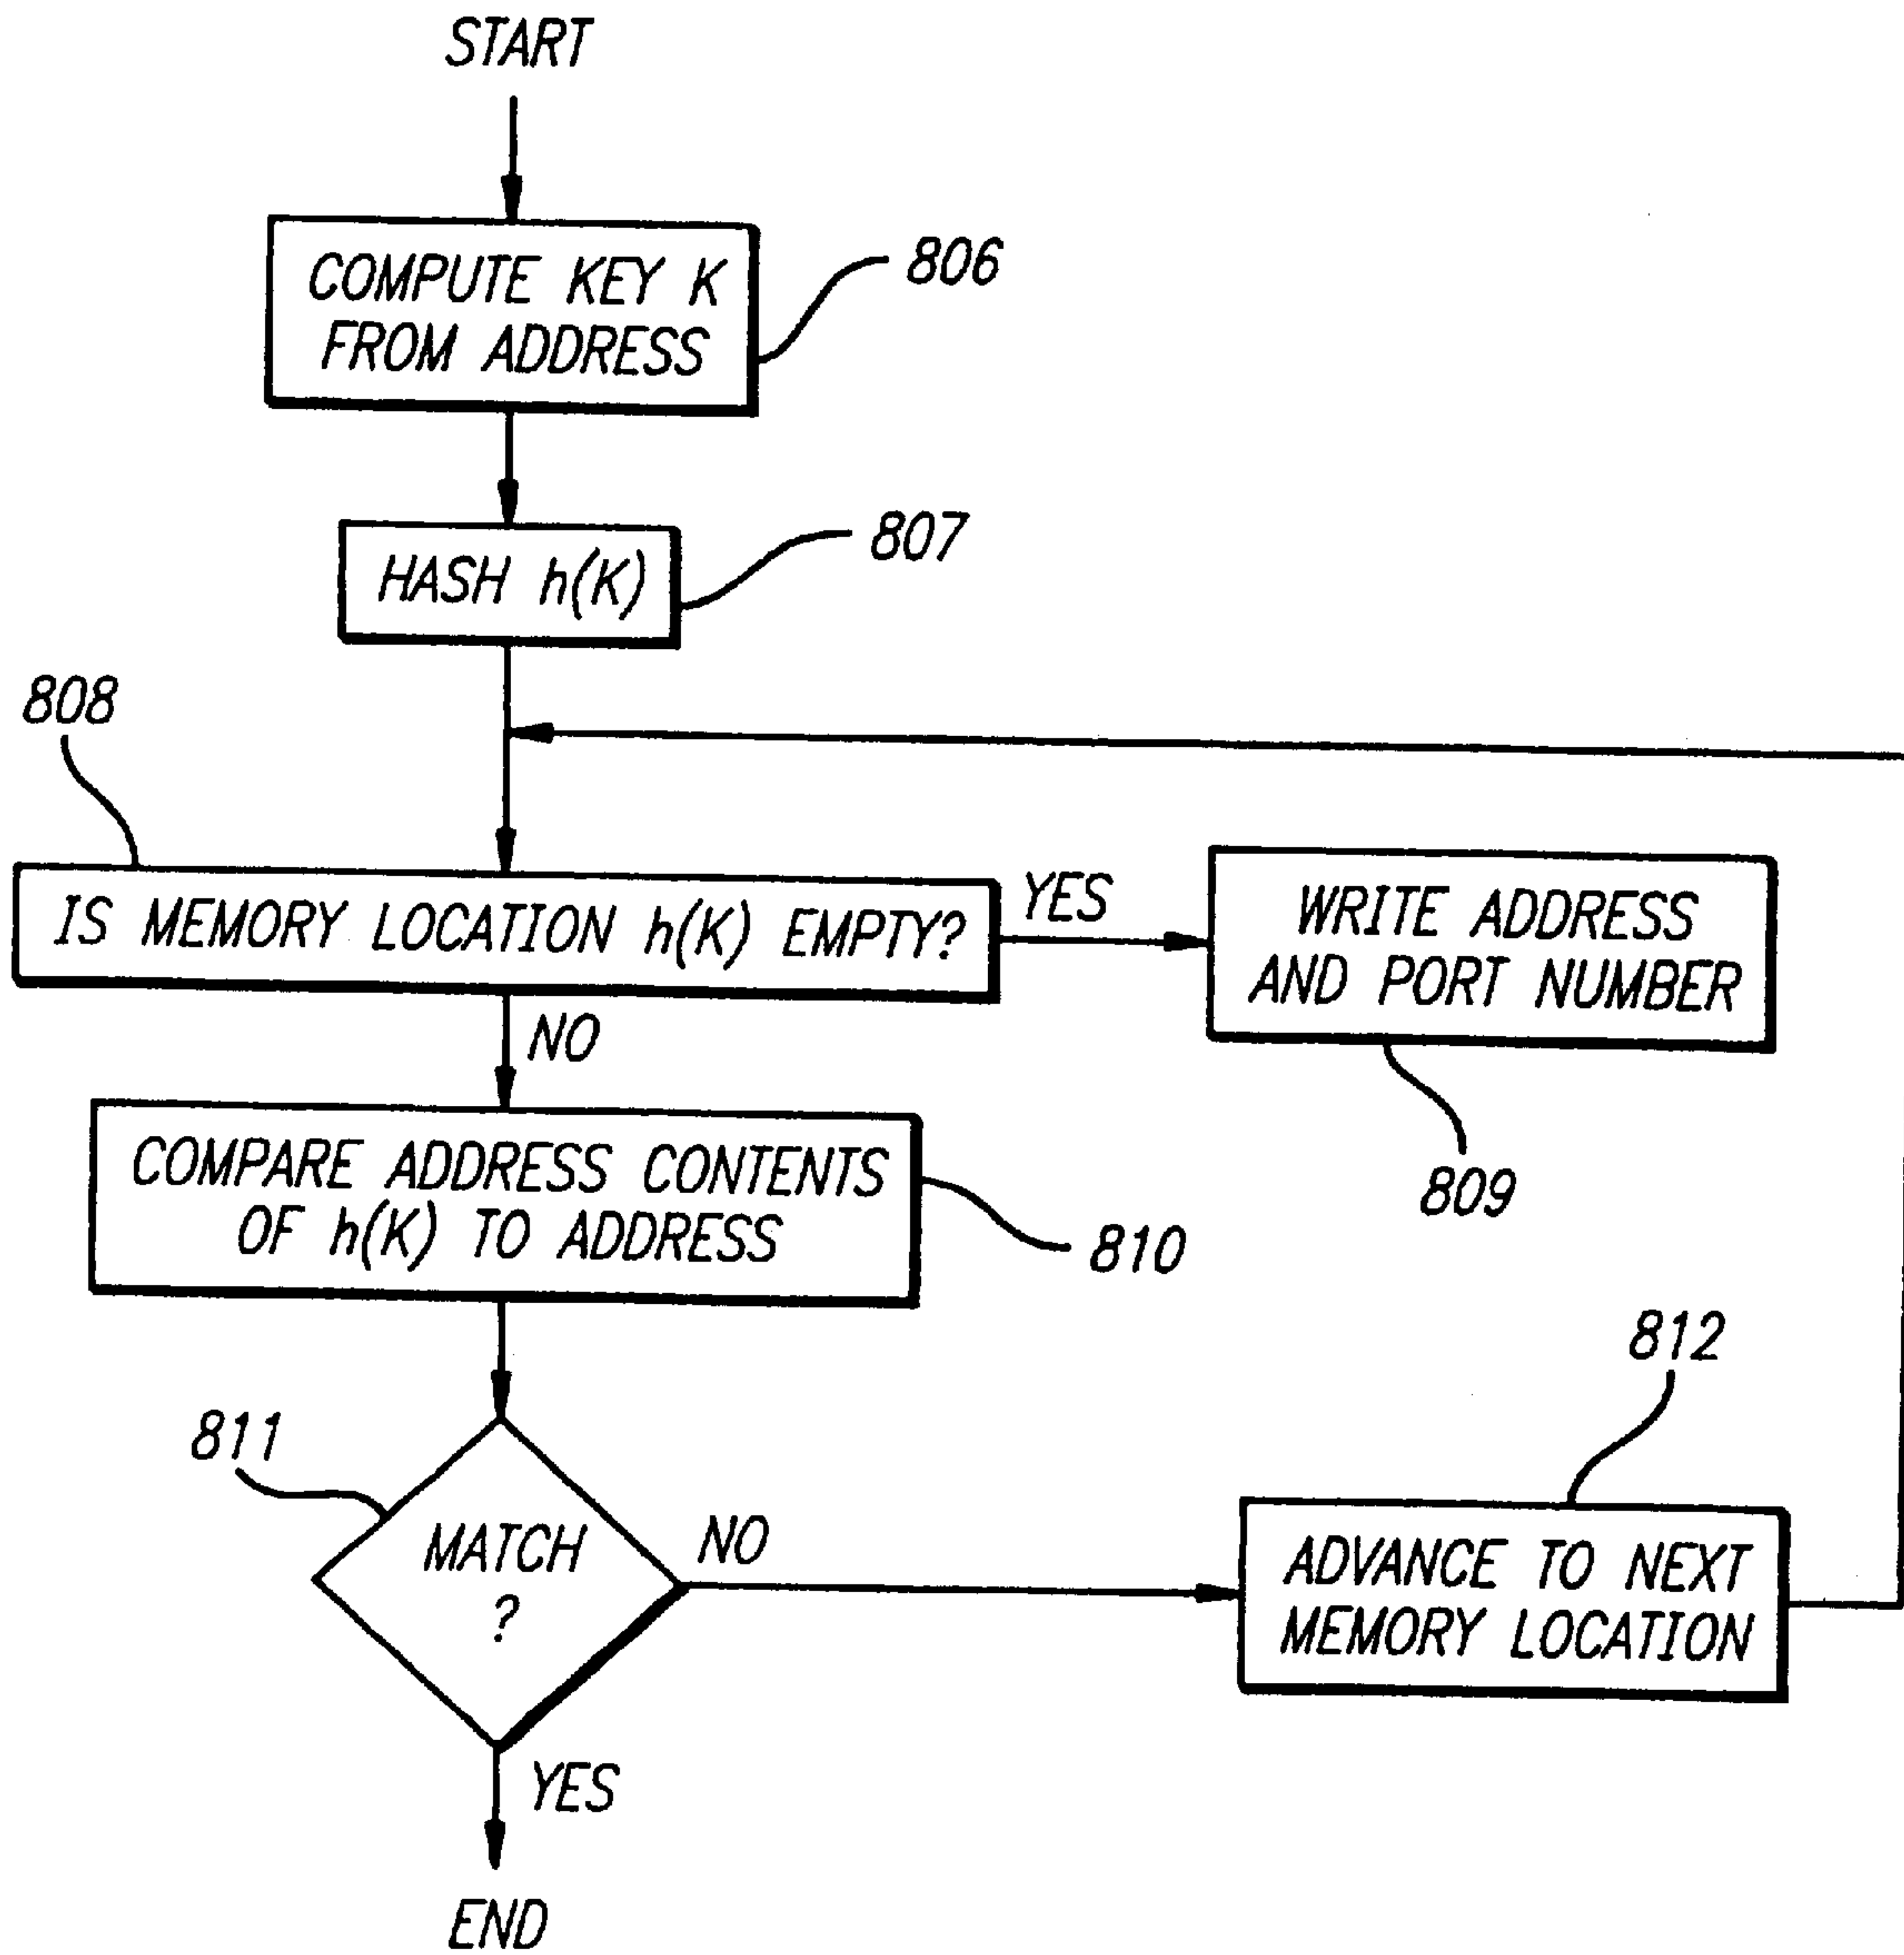 START
COMPUTE KEY K
FROM ADDRESS
806
HASH h(K)
807
808
IS MEMORY LOCATION h(K) EMPTY?
YES
WRITE ADDRESS
AND PORT NUMBER
809
NO
COMPARE ADDRESS CONTENTS
OF h(K) TO ADDRESS
810
811
MATCH
?
NO
812
ADVANCE TO NEXT
MEMORY LOCATION
YES
END